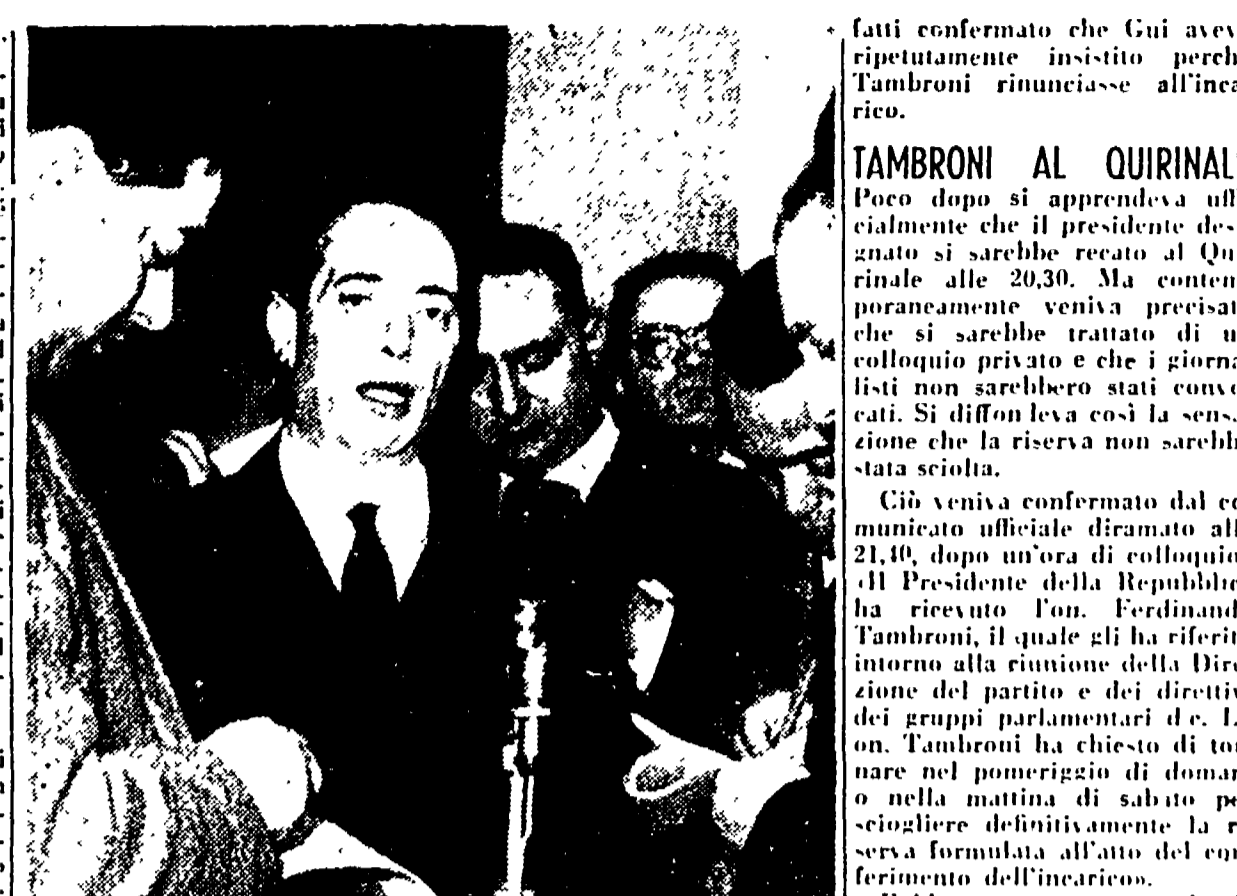 fatti confermato che Gui avev
ripetutamente insistito perch
Tambroni rinunciasse all'inca
rico.
TAMBRONI AL QUIRINAL
Poco dopo si apprendeva uffi
cialmente che il presidente desi
gnato si sarebbe recato al Qui
rinale alle 20,30. Ma contem
poraneamente veniva precisat
che si sarebbe trattato di u
colloquio privato e che i giorna
listi non sarebbero stati convo
cati. Si diffondeva così la sensa
zione che la riserva non sarebb
stata sciolta.
Ciò veniva confermato dal co
municato ufficiale diramato all
21,40, dopo un'ora di colloquio
«Il Presidente della Repubblic
ha ricevuto l'on. Ferdinand
Tambroni, il quale gli ha riferit
intorno alla riunione della Dire
zione del partito e dei direttiv
dei gruppi parlamentari d.c. L
on. Tambroni ha chiesto di tor
nare nel pomeriggio di doman
o nella mattina di sabato pe
sciogliere definitivamente la ri
serva formulata all'atto del con
ferimento dell'incarico».